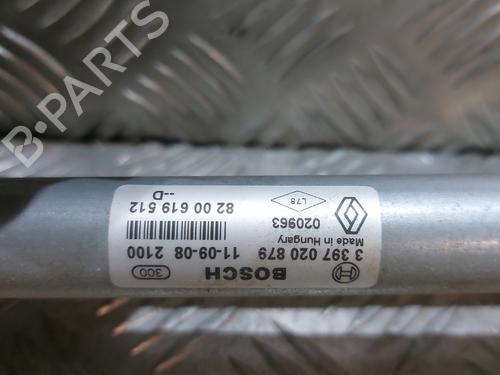 B-PARTS
BOSCH
300
3 397 020 879
11-09-08 2100
Made in Hungary
020963
L78
82 00 619 512
--D